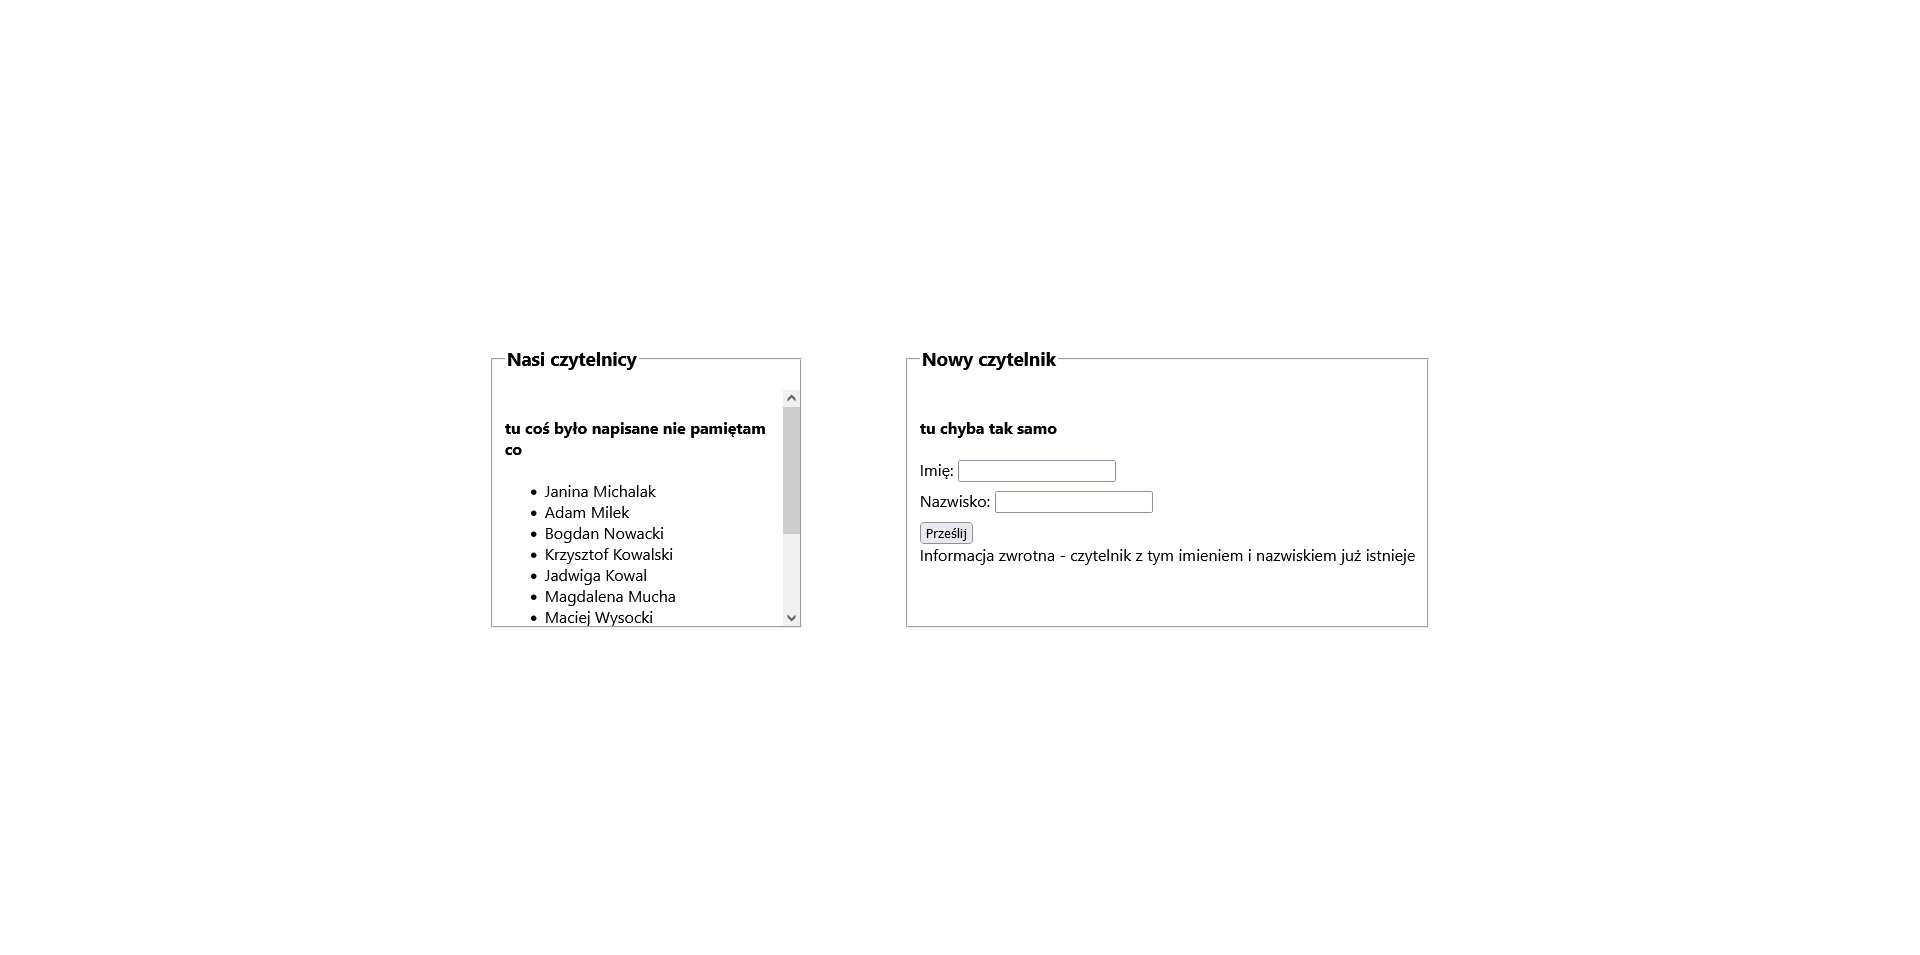 Nasi czytelnicy
tu coś było napisane nie pamiętam
co
Janina Michalak
Adam Milek
Bogdan Nowacki
Krzysztof Kowalski
Jadwiga Kowal
Magdalena Mucha
Maciej Wysocki
Nowy czytelnik
tu chyba tak samo
Imię:
Nazwisko:
Prześlij
Informacja zwrotna - czytelnik z tym imieniem i nazwiskiem już istnieje